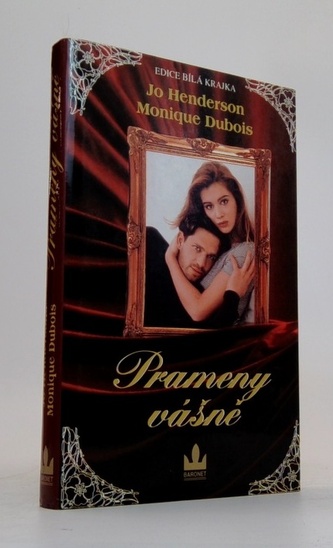 EDICE BÍLÁ KRAJKA
Jo Henderson
Monique Dubois
Prameny
vášně
BARONET
Prameny vášně
Monique Dubois